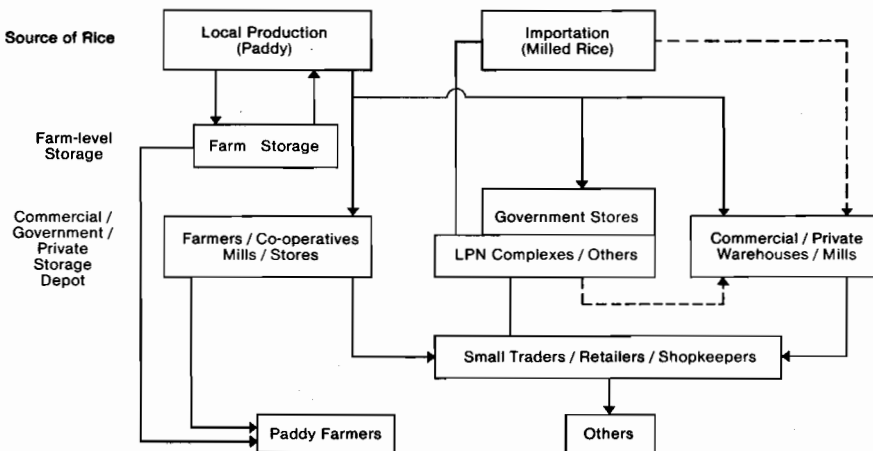 Source of Rice
Local Production
(Paddy)
Importation
(Milled Rice)
Farm-level
Storage
Farm Storage
Commercial /
Government /
Private
Storage
Depot
Farmers / Co-operatives
Mills / Stores
Government Stores
LPN Complexes / Others
Commercial / Private
Warehouses / Mills
Small Traders / Retailers / Shopkeepers
Paddy Farmers
Others